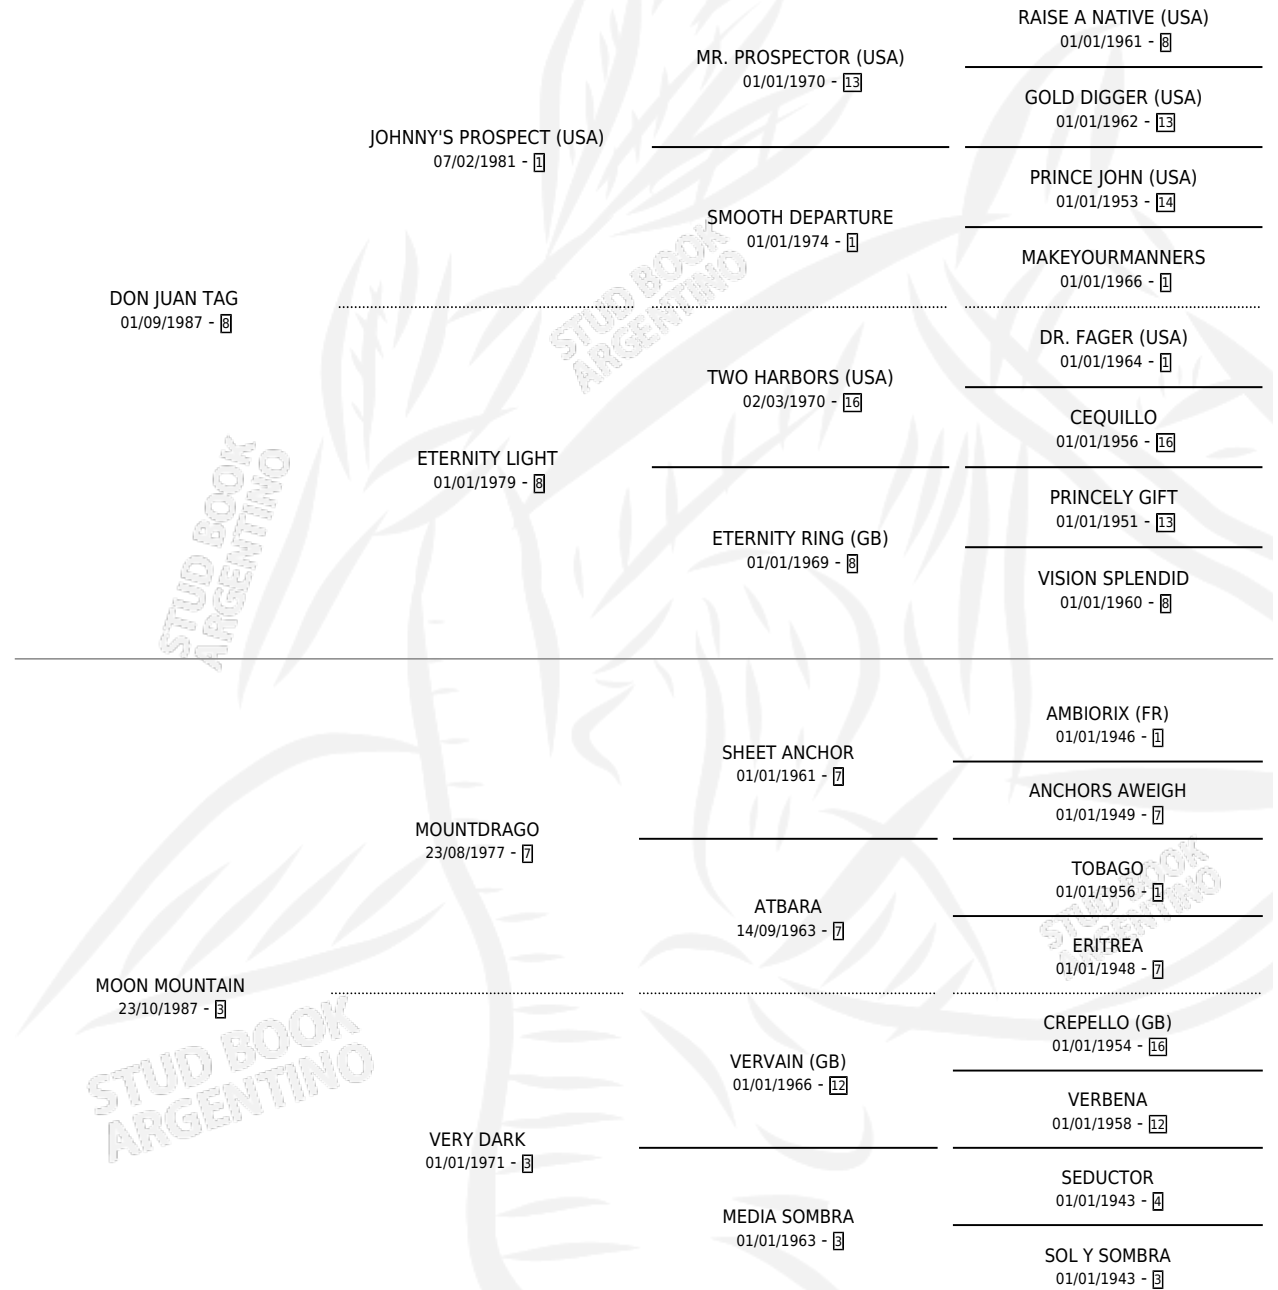 RAISE A NATIVE (USA)
01/01/1961 - 8
MR. PROSPECTOR (USA)
01/01/1970 - 13
GOLD DIGGER (USA)
01/01/1962 - 13
JOHNNY'S PROSPECT (USA)
07/02/1981 - 1
PRINCE JOHN (USA)
01/01/1953 - 14
SMOOTH DEPARTURE
01/01/1974 - 1
MAKEYOURMANNERS
01/01/1966 - 1
DON JUAN TAG
01/09/1987 - 8
DR. FAGER (USA)
01/01/1964 - 1
TWO HARBORS (USA)
02/03/1970 - 16
CEQUILLO
01/01/1956 - 16
ETERNITY LIGHT
01/01/1979 - 8
PRINCELY GIFT
01/01/1951 - 13
ETERNITY RING (GB)
01/01/1969 - 8
VISION SPLENDID
01/01/1960 - 8
AMBIORIX (FR)
01/01/1946 - 1
SHEET ANCHOR
01/01/1961 - 7
ANCHORS AWEIGH
01/01/1949 - 7
MOUNTDRAGO
23/08/1977 - 7
TOBAGO
01/01/1956 - 1
ATBARA
14/09/1963 - 7
ERITREA
01/01/1948 - 7
MOON MOUNTAIN
23/10/1987 - 3
CREPELLO (GB)
01/01/1954 - 16
VERVAIN (GB)
01/01/1966 - 12
VERBENA
01/01/1958 - 12
VERY DARK
01/01/1971 - 3
SEDUCTOR
01/01/1943 - 4
MEDIA SOMBRA
01/01/1963 - 3
SOL Y SOMBRA
01/01/1943 - 3
STUD BOOK
ARGENTINO
STUD BOOK
ARGENTINO
STUD BOOK
ARGENTINO
STUD BOOK
ARGENTINO